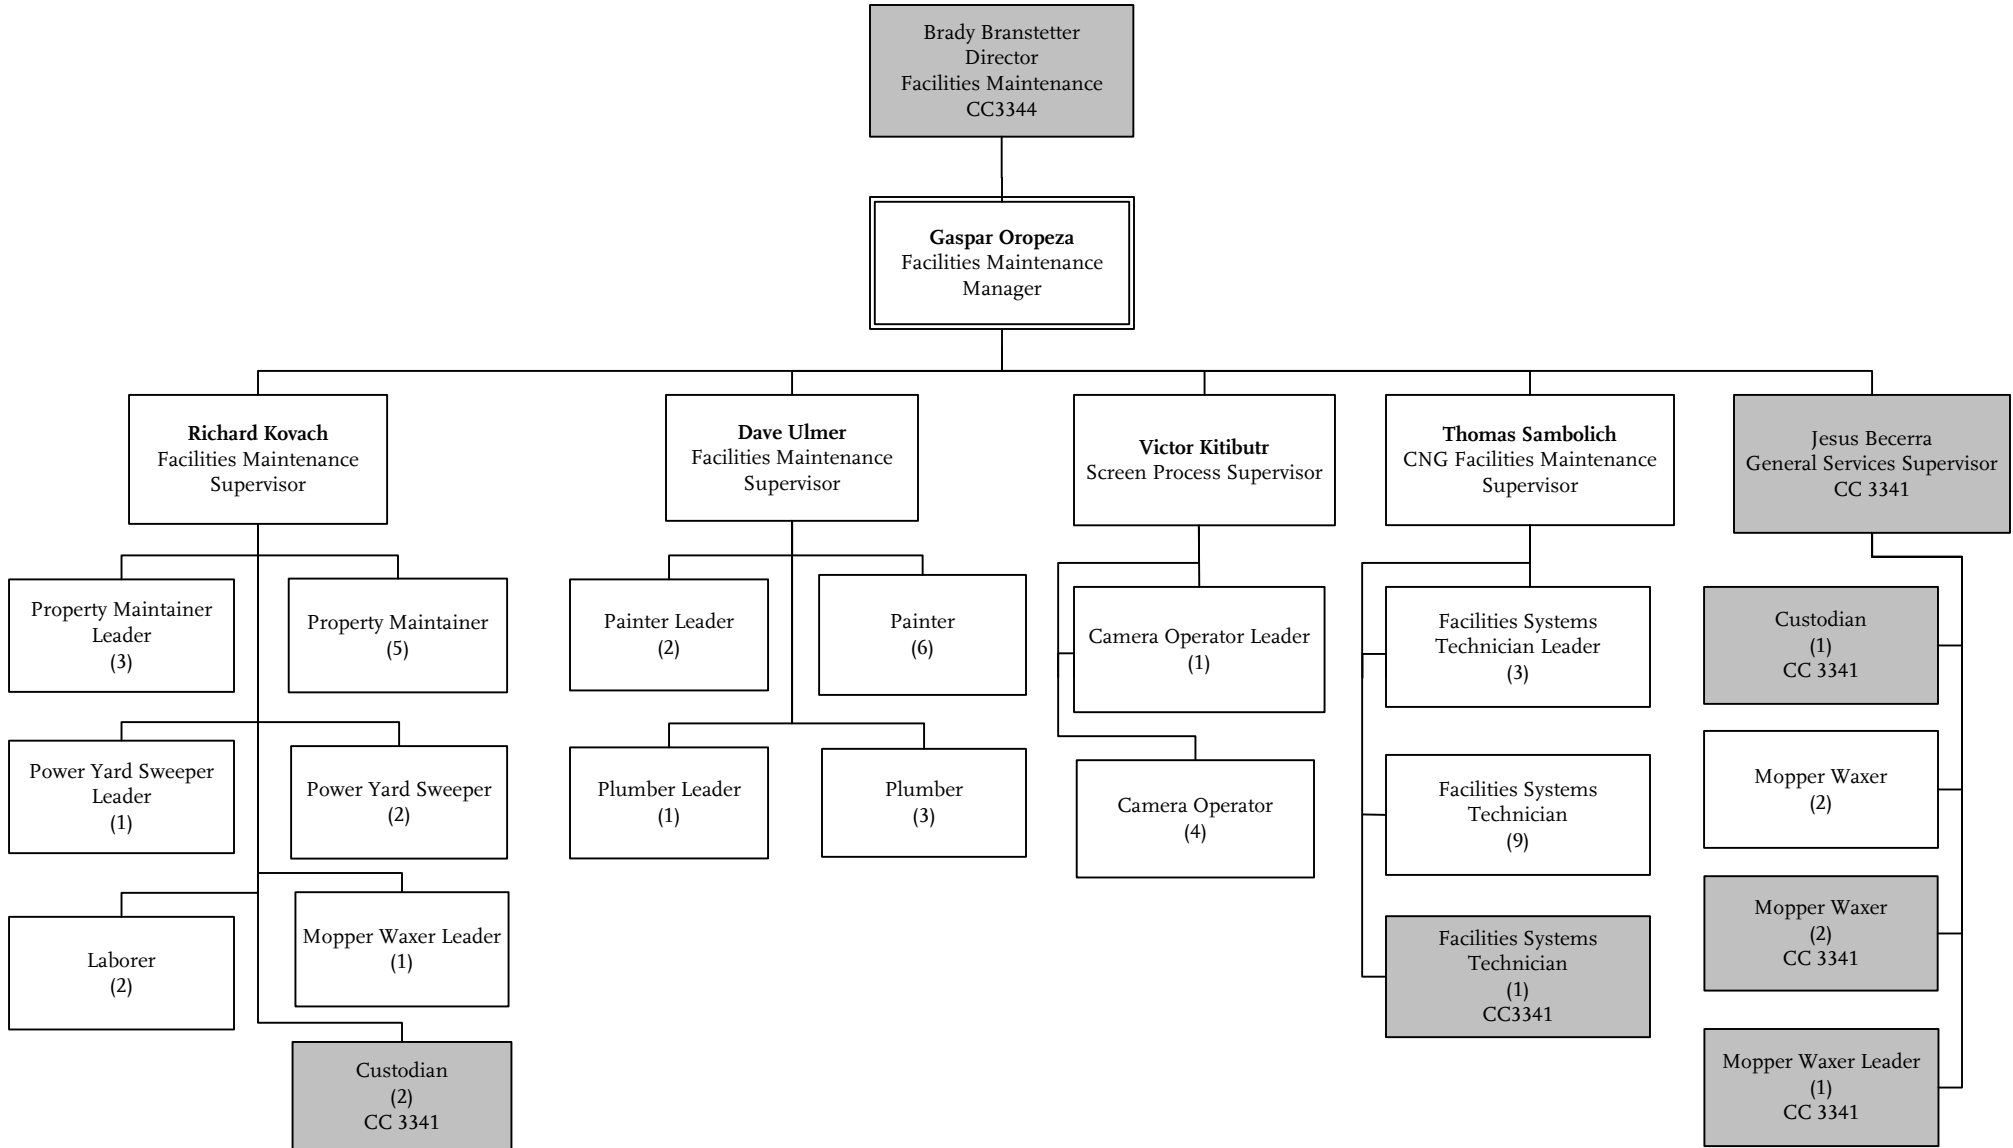 Brady Branstetter
Director
Facilities Maintenance
CC3344
Gaspar Oropeza
Facilities Maintenance
Manager
Richard Kovach
Facilities Maintenance
Supervisor
Dave Ulmer
Facilities Maintenance
Supervisor
Victor Kitibutr
Screen Process Supervisor
Thomas Sambolich
CNG Facilities Maintenance
Supervisor
Jesus Becerra
General Services Supervisor
CC 3341
Property Maintainer
Leader
(3)
Property Maintainer
(5)
Power Yard Sweeper
Leader
(1)
Power Yard Sweeper
(2)
Laborer
(2)
Mopper Waxer Leader
(1)
Custodian
(2)
CC 3341
Painter Leader
(2)
Painter
(6)
Plumber Leader
(1)
Plumber
(3)
Camera Operator Leader
(1)
Camera Operator
(4)
Facilities Systems
Technician Leader
(3)
Facilities Systems
Technician
(9)
Facilities Systems
Technician
(1)
CC3341
Custodian
(1)
CC 3341
Mopper Waxer
(2)
Mopper Waxer
(2)
CC 3341
Mopper Waxer Leader
(1)
CC 3341